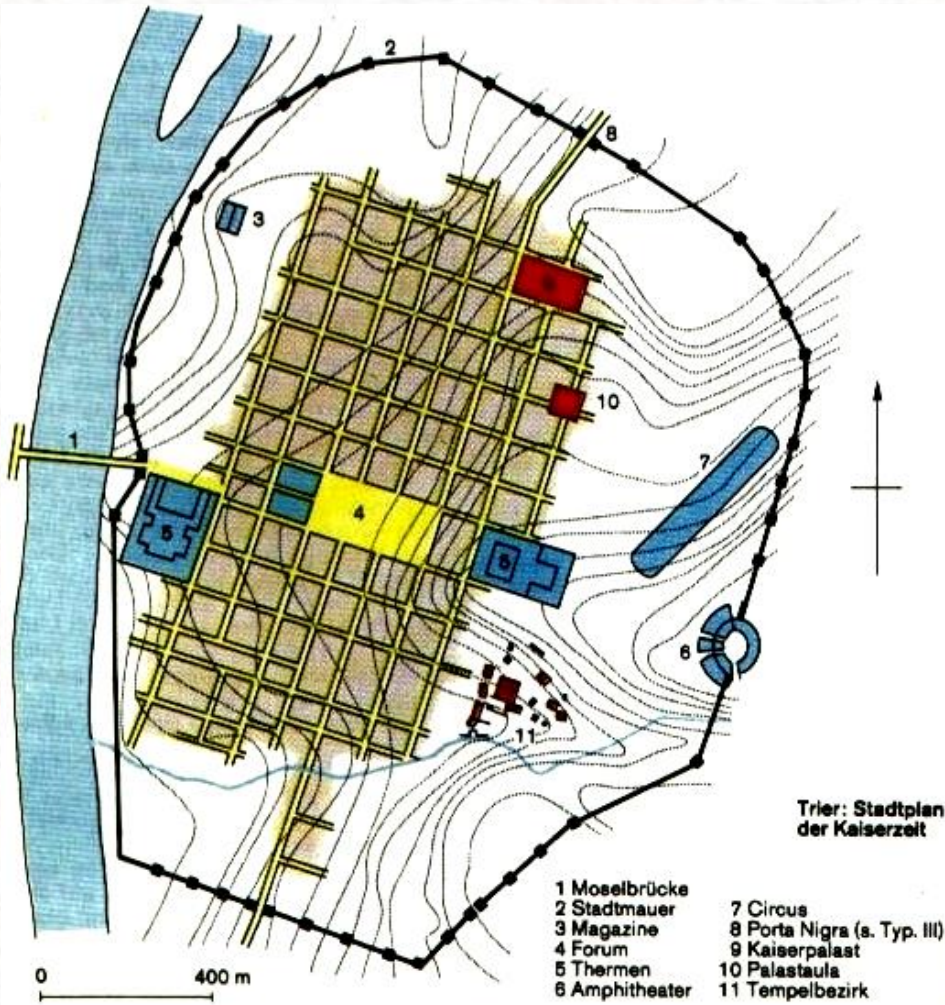 2
8
3
9
10
1
7
4
5
5
6
11
Trier: Stadtplan
der Kaiserzeit
1 Moselbrücke
2 Stadtmauer
3 Magazine
4 Forum
5 Thermen
6 Amphitheater
7 Circus
8 Porta Nigra (s. Typ. III)
9 Kaiserpalast
10 Palastaula
11 Tempelbezirk
0 400 m